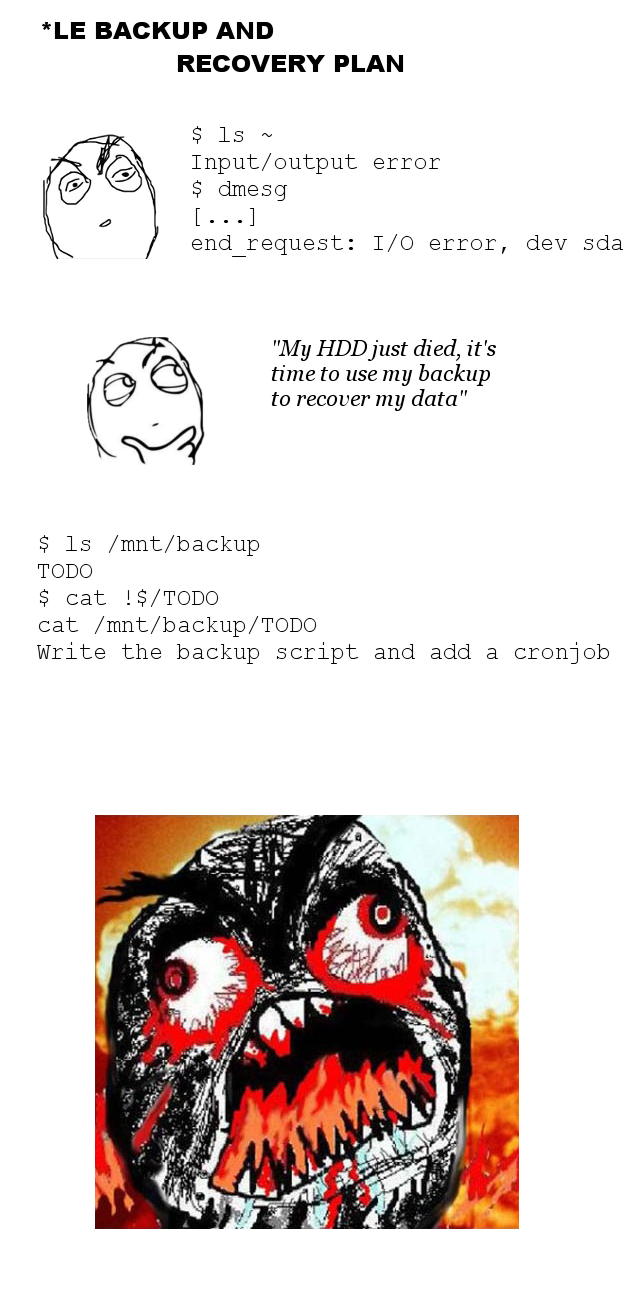 *LE BACKUP AND
RECOVERY PLAN
$ ls ~
Input/output error
$ dmesg
[...]
end_request: I/O error, dev sda
"My HDD just died, it's
time to use my backup
to recover my data"
$ ls /mnt/backup
TODO
$ cat !$/TODO
cat /mnt/backup/TODO
Write the backup script and add a cronjob